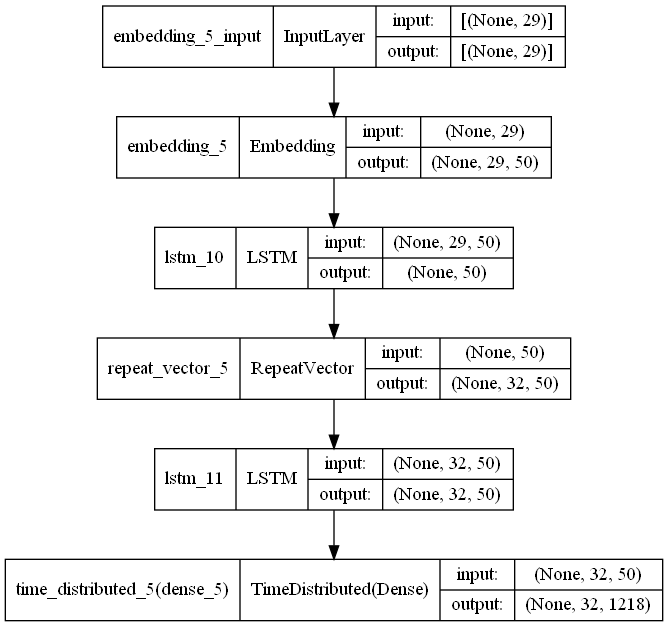 embedding_5_input InputLayer input: [(None, 29)]
output: [(None, 29)]
embedding_5 Embedding input: (None, 29)
output: (None, 29, 50)
lstm_10 LSTM input: (None, 29, 50)
output: (None, 50)
repeat_vector_5 RepeatVector input: (None, 50)
output: (None, 32, 50)
lstm_11 LSTM input: (None, 32, 50)
output: (None, 32, 50)
time_distributed_5(dense_5) TimeDistributed(Dense) input: (None, 32, 50)
output: (None, 32, 1218)